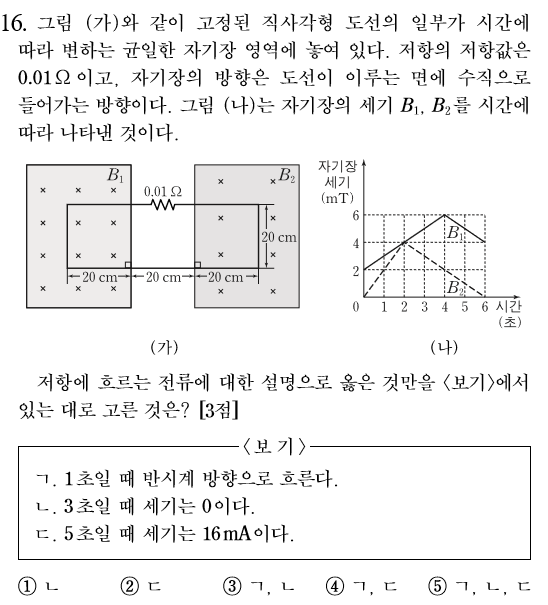 16. 그림 (가)와 같이 고정된 직사각형 도선의 일부가 시간에
따라 변하는 균일한 자기장 영역에 놓여 있다. 저항의 저항값은
0.01Ω이고, 자기장의 방향은 도선이 이루는 면에 수직으로
들어가는 방향이다. 그림 (나)는 자기장의 세기 B₁, B₂를 시간에
따라 나타낸 것이다.
B₁
0.01 Ω
B₂
20 cm
20 cm
20 cm
20 cm
(가)
자기장
세기
(mT)
6
4
2
B₁
B₂
0 1 2 3 4 5 6 시간
(초)
(나)
저항에 흐르는 전류에 대한 설명으로 옳은 것만을 〈보기〉에서
있는 대로 고른 것은? [3점]
〈보 기〉
ㄱ. 1초일 때 반시계 방향으로 흐른다.
ㄴ. 3초일 때 세기는 0이다.
ㄷ. 5초일 때 세기는 16mA이다.
① ㄴ ② ㄷ ③ ㄱ, ㄴ ④ ㄱ, ㄷ ⑤ ㄱ, ㄴ, ㄷ